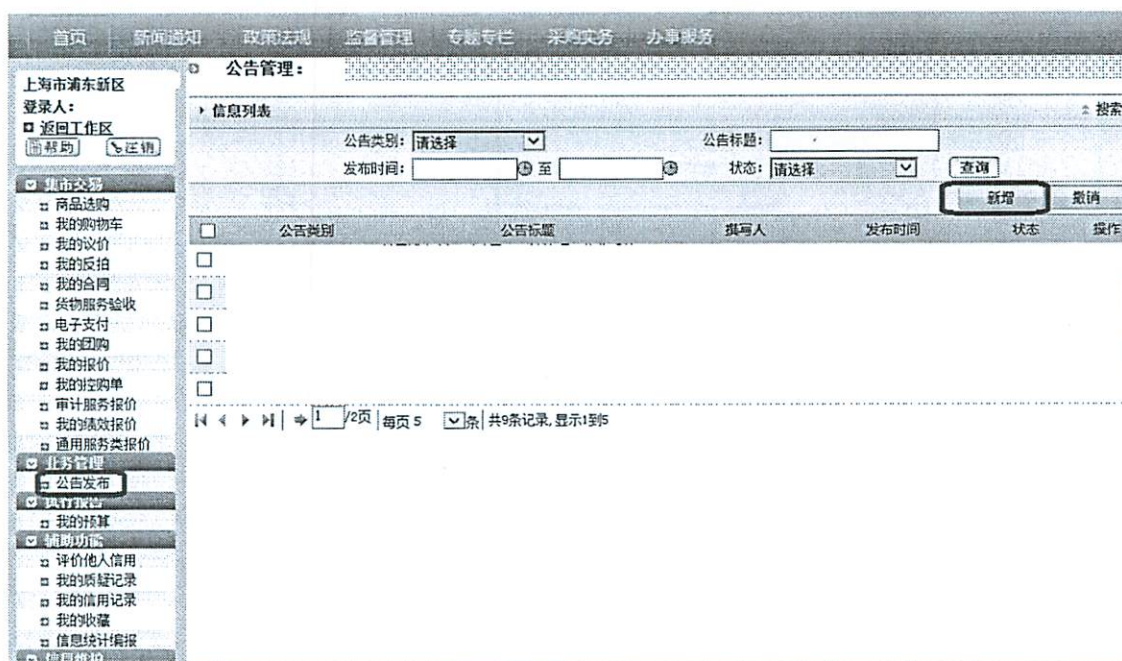 首页 新闻通知 政策法规 监督管理 专题专栏 采购实务 办事服务
上海市浦东新区
登录人：
返回工作区
帮助 注销
集市交易
商品选购
我的购物车
我的议价
我的反拍
我的合同
货物服务验收
电子支付
我的团购
我的报价
我的控购单
审计服务报价
我的绩效报价
通用服务类报价
业务管理
公告发布
执行报告
我的预算
辅助功能
评价他人信用
我的质疑记录
我的信用记录
我的收藏
信息统计编报
信息维护
公告管理：
信息列表 搜索
公告类别：请选择 公告标题：
发布时间： 至 状态：请选择 查询
新增 撤销
公告类别 公告标题 撰写人 发布时间 状态 操作
1 /2页 每页 5 条 共9条记录,显示1到5